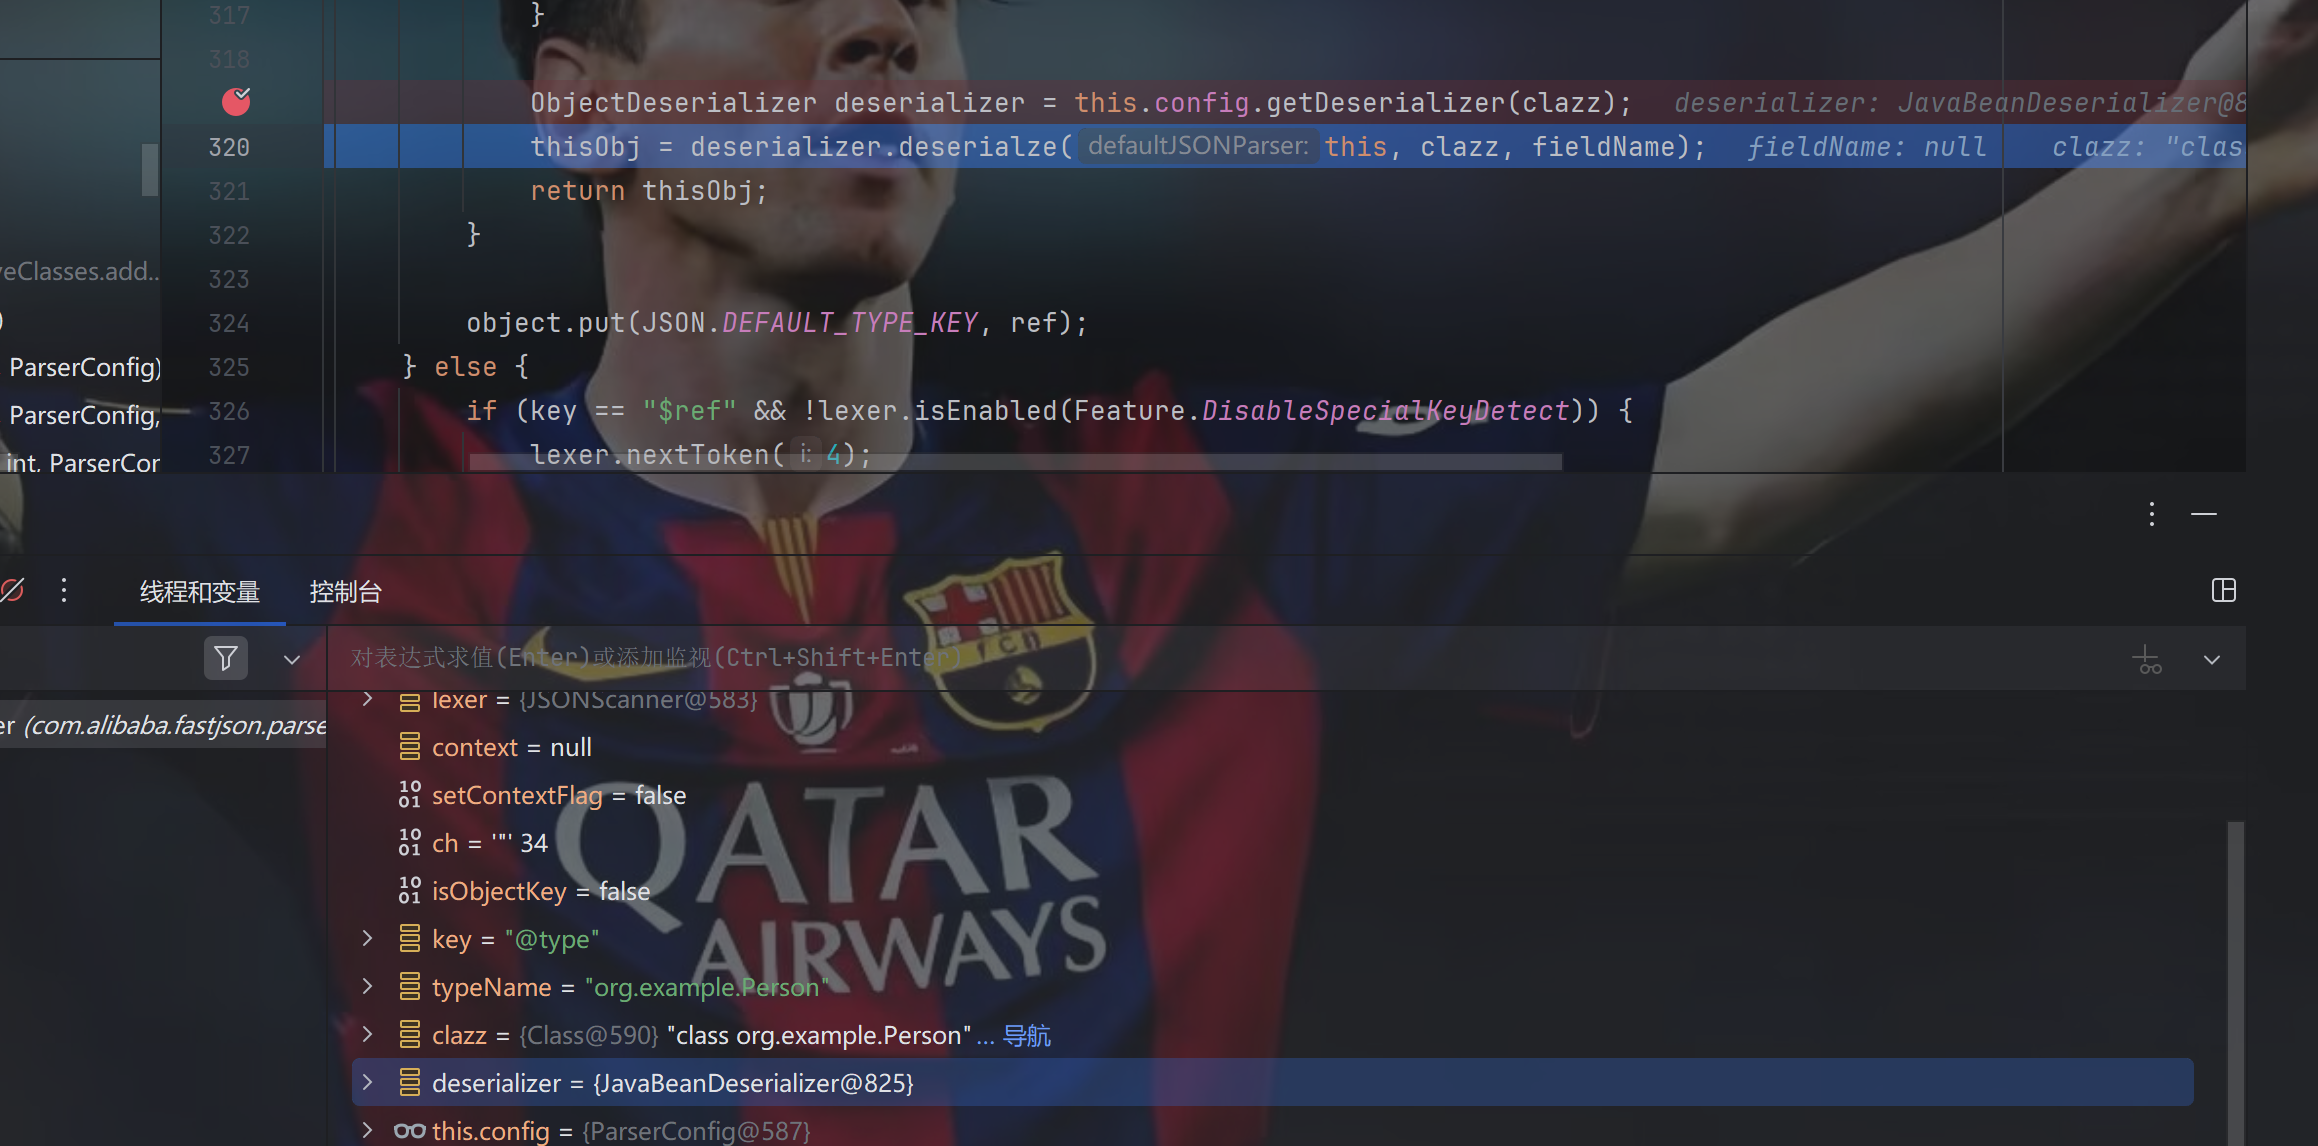 317 }
318
ObjectDeserializer deserializer = this.config.getDeserializer(clazz); deserializer: JavaBeanDeserializer@8
320 thisObj = deserializer.deserialze( defaultJSONParser: this, clazz, fieldName); fieldName: null clazz: "clas
321 return thisObj;
322 }
323
324 object.put(JSON.DEFAULT_TYPE_KEY, ref);
325 } else {
326 if (key == "$ref" && !lexer.isEnabled(Feature.DisableSpecialKeyDetect)) {
327 lexer.nextToken( i: 4);
veClasses.add...
)
ParserConfig)
ParserConfig,
int, ParserCor
线程和变量 控制台
对表达式求值(Enter)或添加监视(Ctrl+Shift+Enter)
er (com.alibaba.fastjson.parse
lexer = {JSONScanner@583}
context = null
setContextFlag = false
ch = '"' 34
isObjectKey = false
key = "@type"
typeName = "org.example.Person"
clazz = {Class@590} "class org.example.Person" ... 导航
deserializer = {JavaBeanDeserializer@825}
this.config = {ParserConfig@587}
fcb
QATAR
AIRWAYS